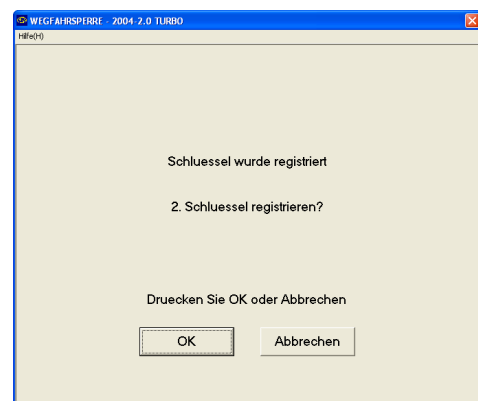 WEGFAHRSPERRE - 2004-2.0 TURBO
Hilfe(H)
Schluessel wurde registriert
2. Schluessel registrieren?
Druecken Sie OK oder Abbrechen
OK Abbrechen